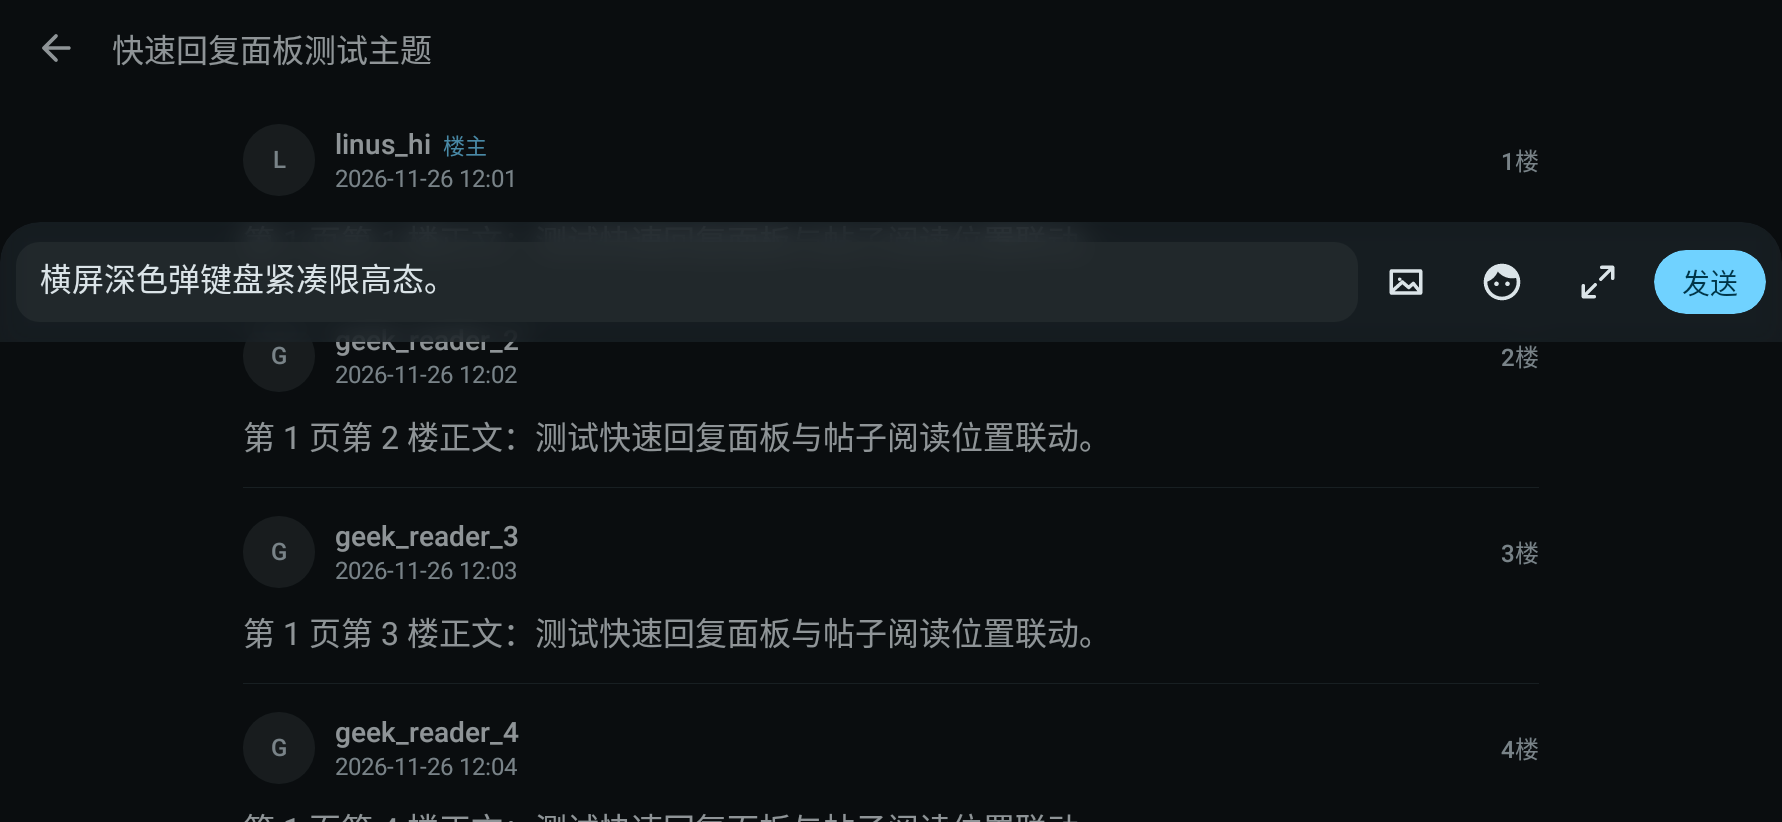 快速回复面板测试主题
L
linus_hi 楼主
2026-11-26 12:01
1楼
横屏深色弹键盘紧凑限高态。
发送
G
geek_reader_2
2026-11-26 12:02
2楼
第 1 页第 2 楼正文：测试快速回复面板与帖子阅读位置联动。
G
geek_reader_3
2026-11-26 12:03
3楼
第 1 页第 3 楼正文：测试快速回复面板与帖子阅读位置联动。
G
geek_reader_4
2026-11-26 12:04
4楼